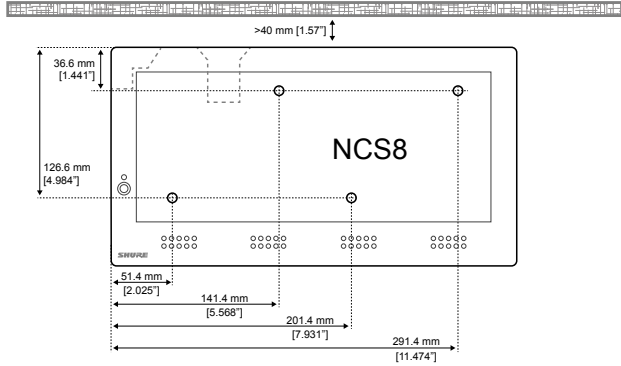 >40 mm [1.57”]
36.6 mm
[1.441”]
NCS8
126.6 mm
[4.984”]
SHURE
51.4 mm
[2.025”]
141.4 mm
[5.568”]
201.4 mm
[7.931”]
291.4 mm
[11.474”]